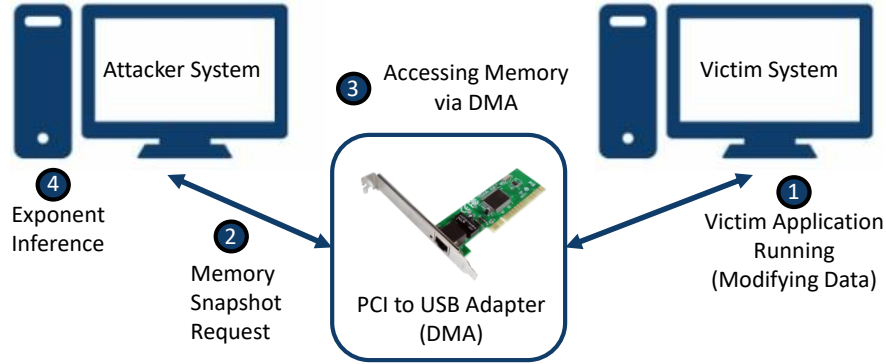 Attacker System
3
Accessing Memory
via DMA
Victim System
4
Exponent
Inference
2
Memory
Snapshot
Request
PCI to USB Adapter
(DMA)
1
Victim Application
Running
(Modifying Data)